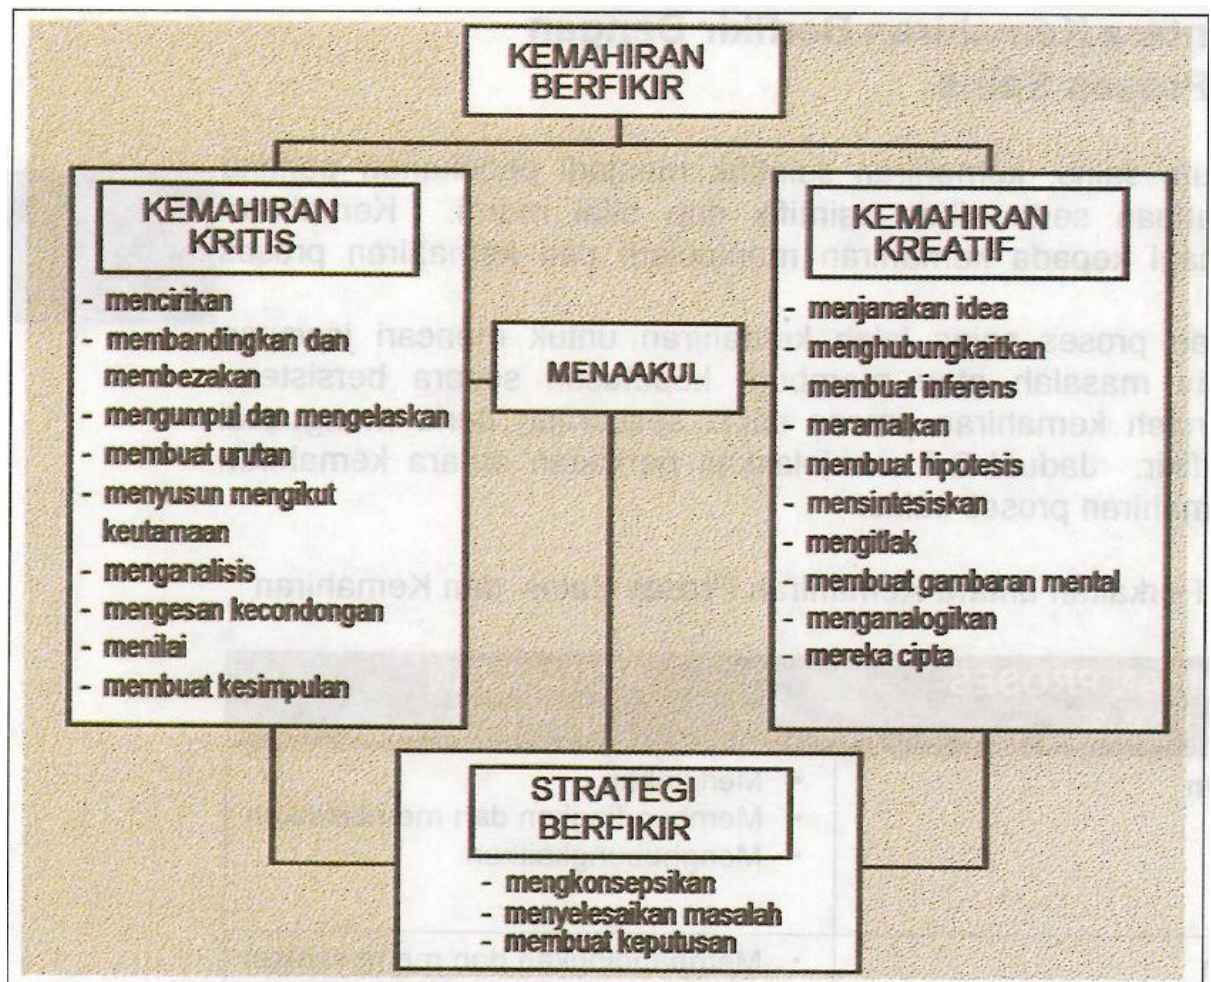 KEMAHIRAN
BERFIKIR
KEMAHIRAN
KRITIS
- mencirikan
- membandingkan dan
membezakan
- mengumpul dan mengelaskan
- membuat urutan
- menyusun mengikut
keutamaan
- menganalisis
- mengesan kecondongan
- menilai
- membuat kesimpulan
MENAAKUL
KEMAHIRAN
KREATIF
- menjanakan idea
- menghubungkaitkan
- membuat inferens
- meramalkan
- membuat hipotesis
- mensintesiskan
- mengitlak
- membuat gambaran mental
- menganalogikan
- mereka cipta
STRATEGI
BERFIKIR
- mengkonsepsikan
- menyelesaikan masalah
- membuat keputusan